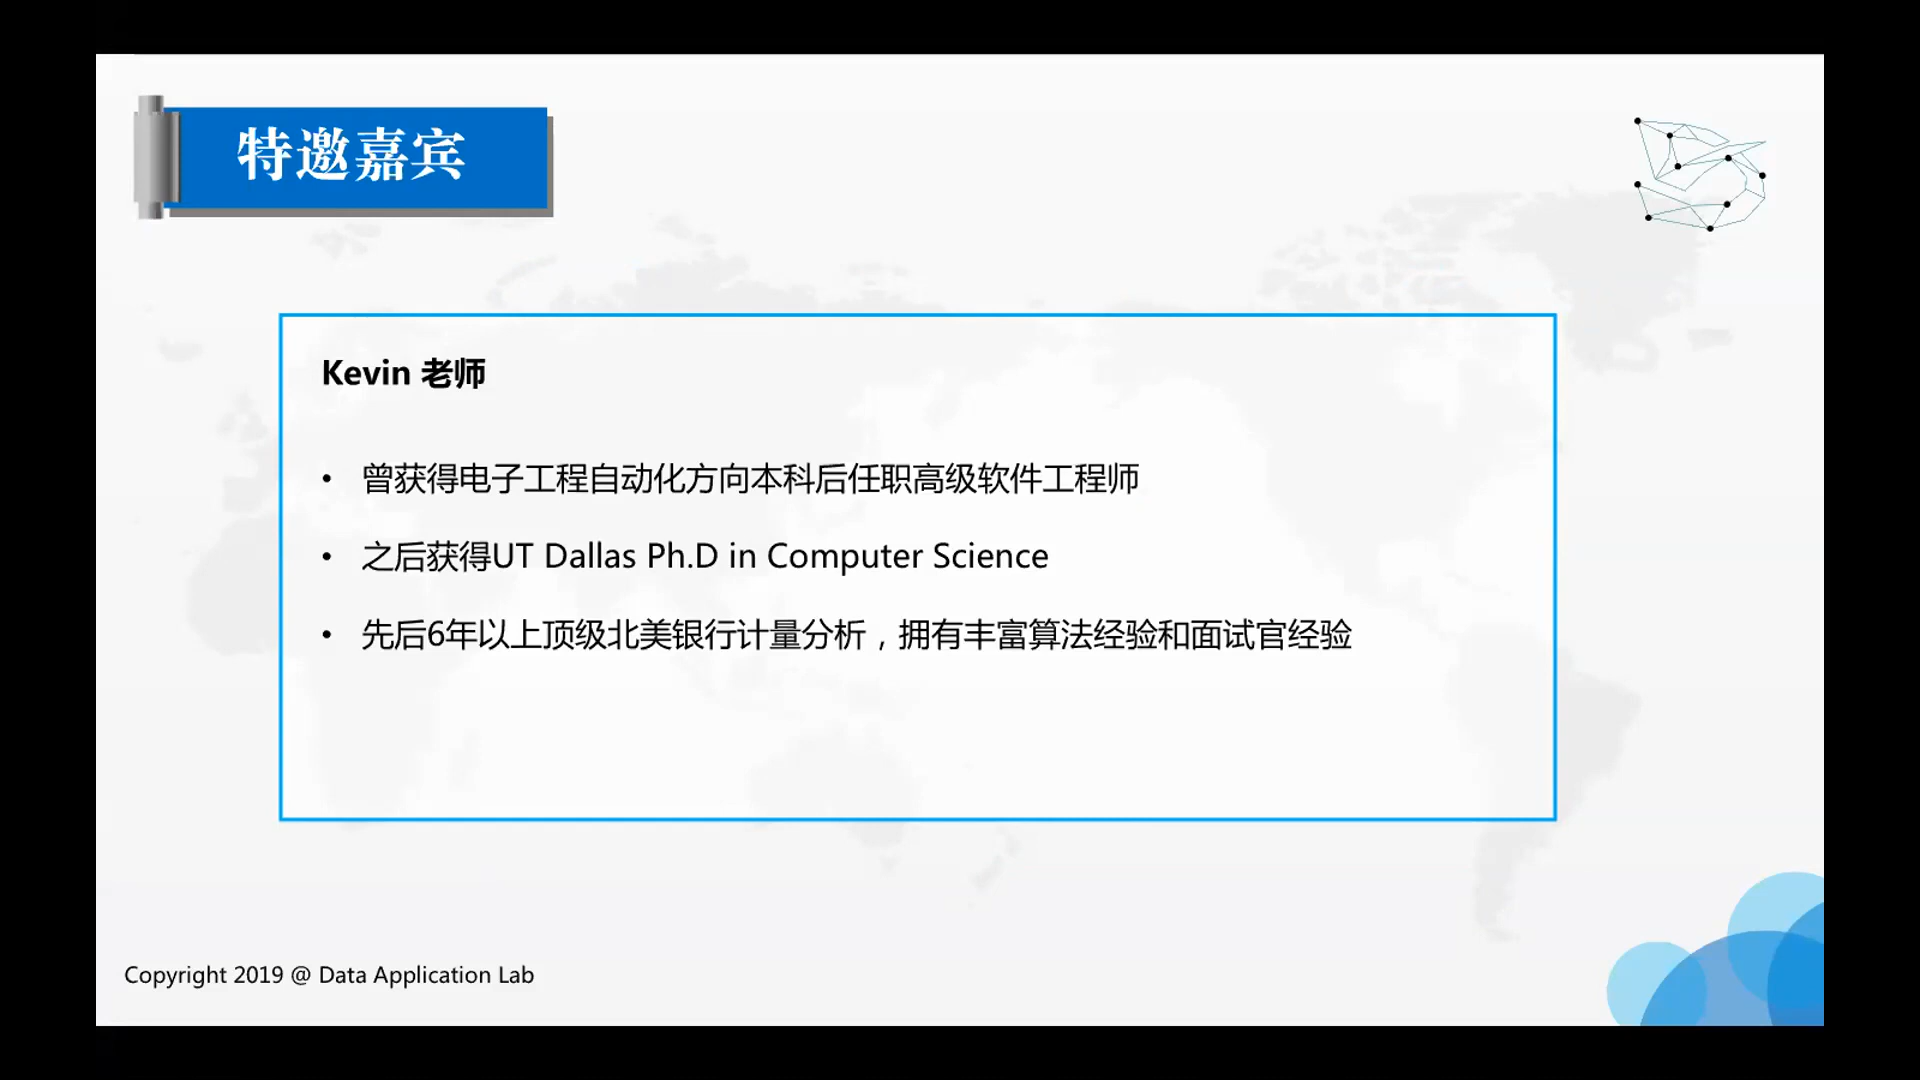 特邀嘉宾
Kevin 老师
• 曾获得电子工程自动化方向本科后任职高级软件工程师
• 之后获得UT Dallas Ph.D in Computer Science
• 先后6年以上顶级北美银行计量分析，拥有丰富算法经验和面试官经验
Copyright 2019 @ Data Application Lab